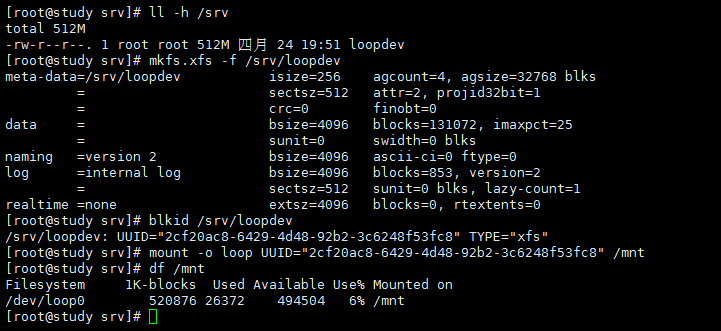 [root@study srv]# ll -h /srv
total 512M
-rw-r--r--. 1 root root 512M 四月 24 19:51 loopdev
[root@study srv]# mkfs.xfs -f /srv/loopdev
meta-data=/srv/loopdev           isize=256    agcount=4, agsize=32768 blks
         =                       sectsz=512   attr=2, projid32bit=1
         =                       crc=0        finobt=0
data     =                       bsize=4096   blocks=131072, imaxpct=25
         =                       sunit=0      swidth=0 blks
naming   =version 2              bsize=4096   ascii-ci=0 ftype=0
log      =internal log           bsize=4096   blocks=853, version=2
         =                       sectsz=512   sunit=0 blks, lazy-count=1
realtime =none                   extsz=4096   blocks=0, rtextents=0
[root@study srv]# blkid /srv/loopdev
/srv/loopdev: UUID="2cf20ac8-6429-4d48-92b2-3c6248f53fc8" TYPE="xfs"
[root@study srv]# mount -o loop UUID="2cf20ac8-6429-4d48-92b2-3c6248f53fc8" /mnt
[root@study srv]# df /mnt
Filesystem     1K-blocks  Used Available Use% Mounted on
/dev/loop0        520876 26372    494504   6% /mnt
[root@study srv]#